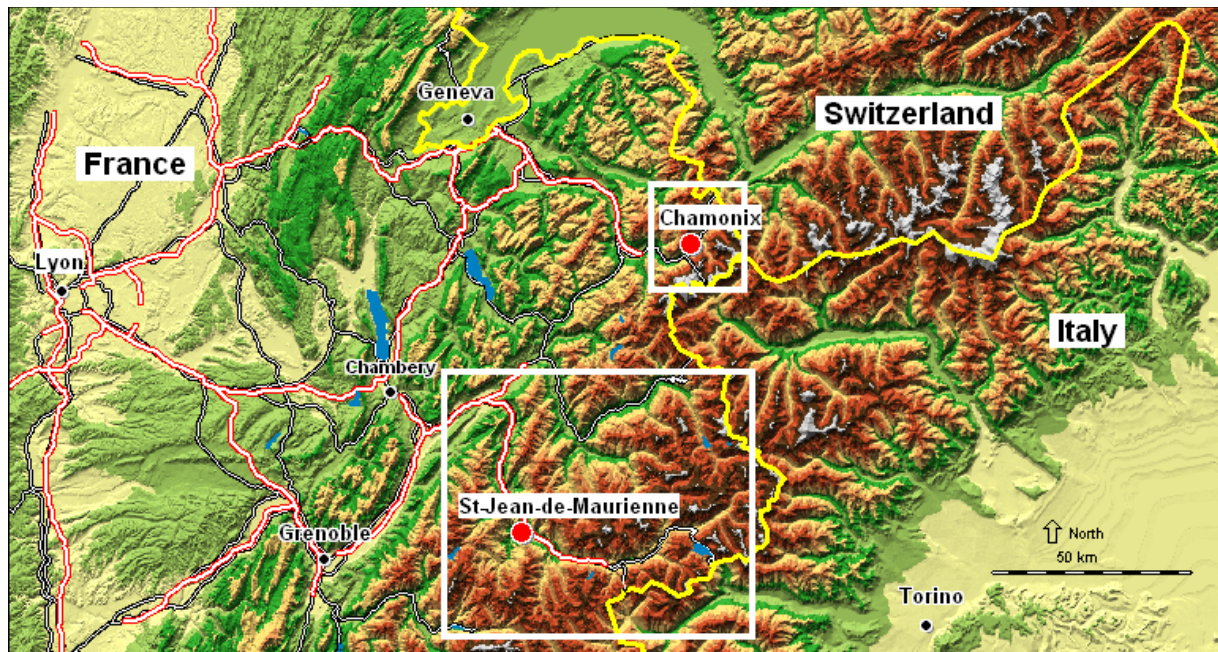 Geneva
Switzerland
France
Chamonix
Lyon
Italy
Chambery
St-Jean-de-Maurienne
Grenoble
North
50 km
Torino